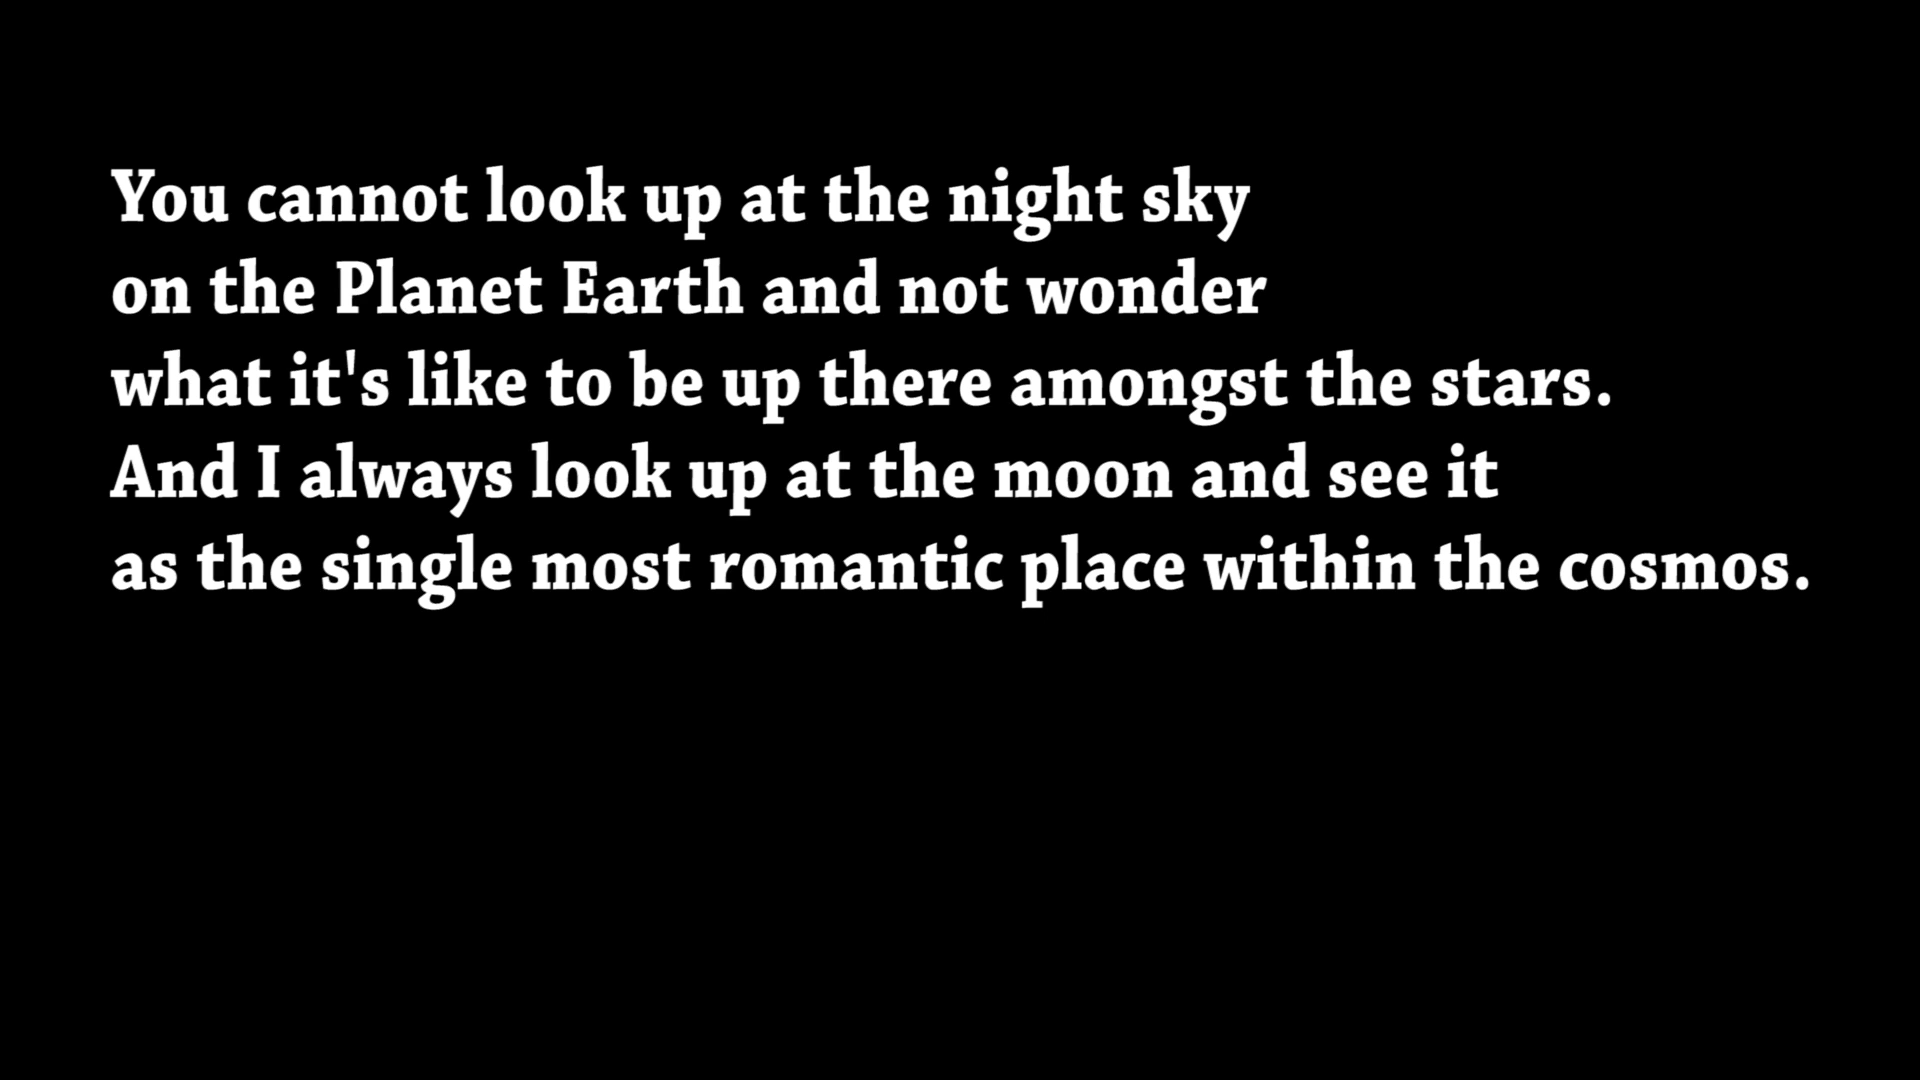 You cannot look up at the night sky
on the Planet Earth and not wonder
what it's like to be up there amongst the stars.
And I always look up at the moon and see it
as the single most romantic place within the cosmos.